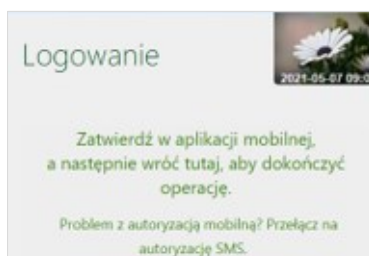 Logowanie
2021-05-07 09:0
Zatwierdź w aplikacji mobilnej,
a następnie wróć tutaj, aby dokończyć
operację.
Problem z autoryzacją mobilną? Przełącz na
autoryzację SMS.